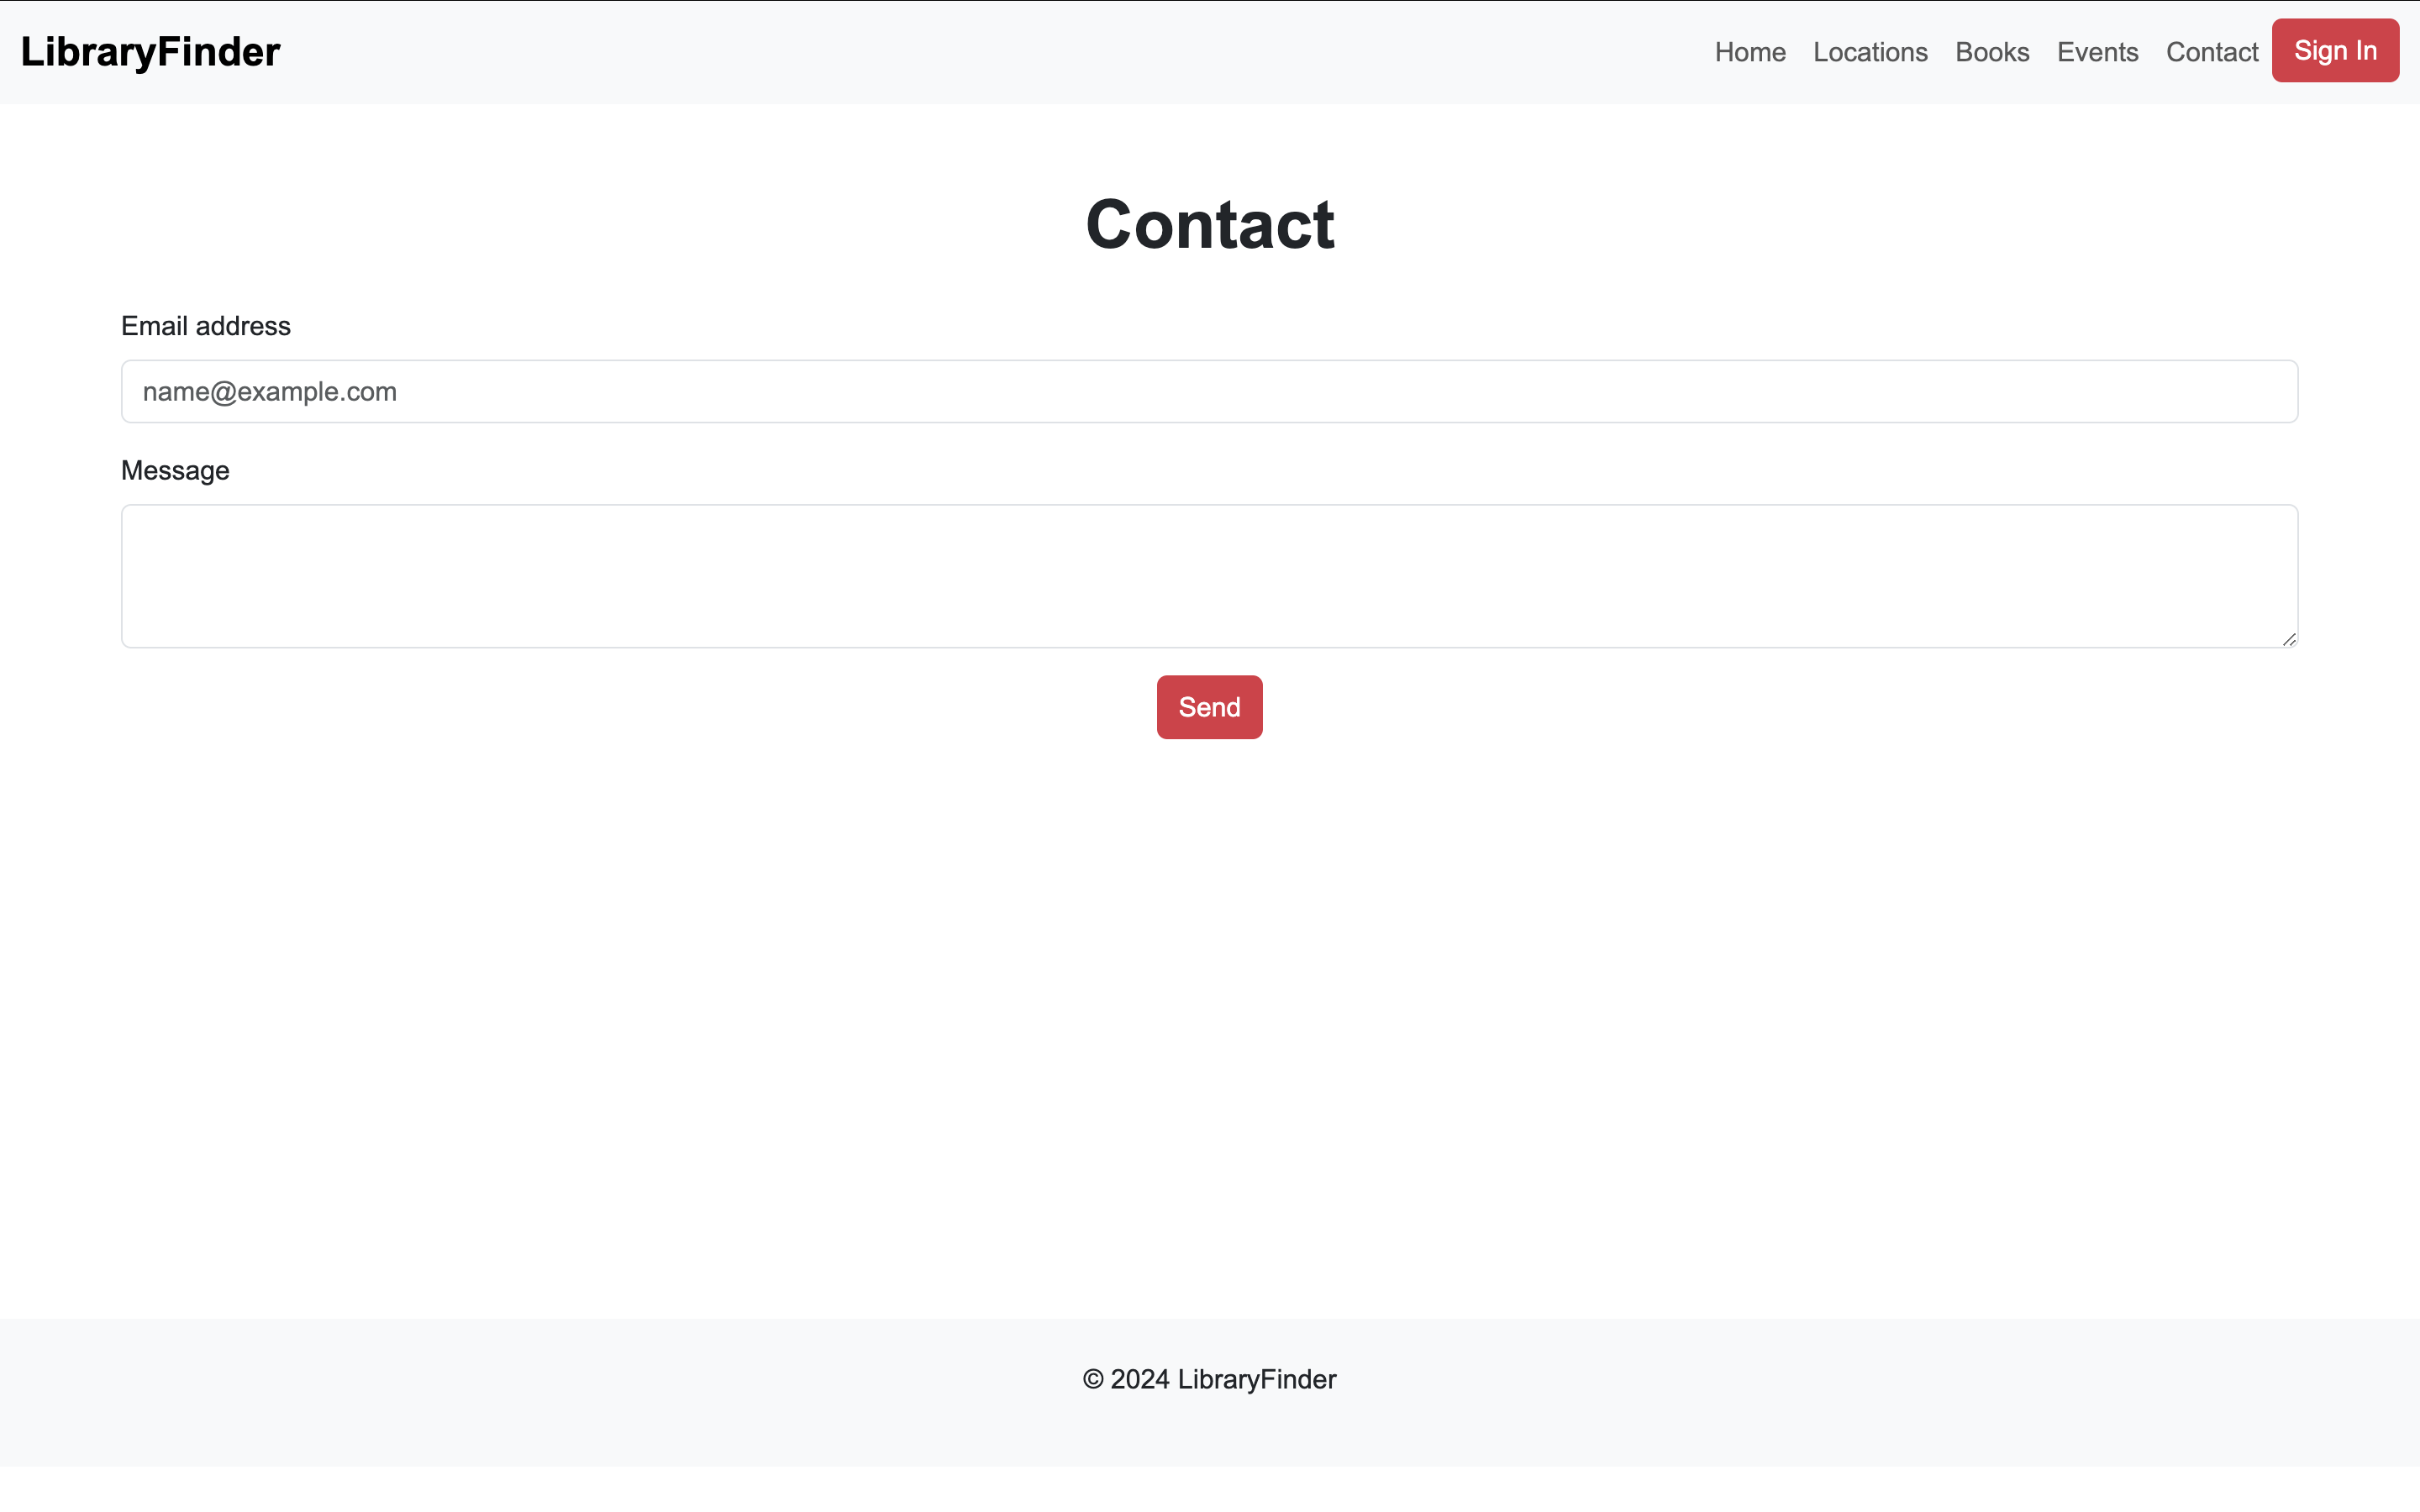 LibraryFinder
Home Locations Books Events Contact Sign In
Contact
Email address
name@example.com
Message
Send
© 2024 LibraryFinder